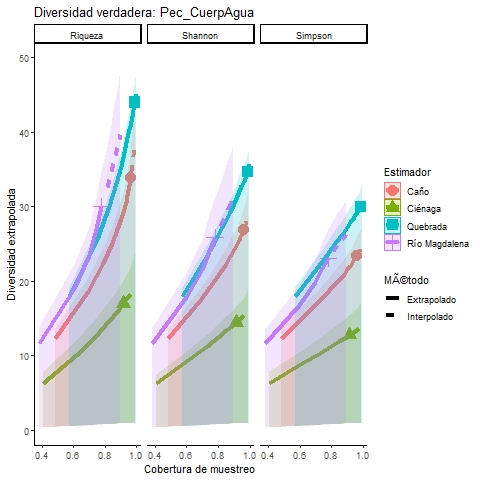 Diversidad verdadera: Pec_CuerpAgua
Riqueza
Shannon
Simpson
Diversidad extrapolada
50
40
30
20
10
0
0.4 0.6 0.8 1.0
0.4 0.6 0.8 1.0
0.4 0.6 0.8 1.0
Cobertura de muestreo
Estimador
Caño
Ciénaga
Quebrada
Río Magdalena
MÃ©todo
Extrapolado
Interpolado